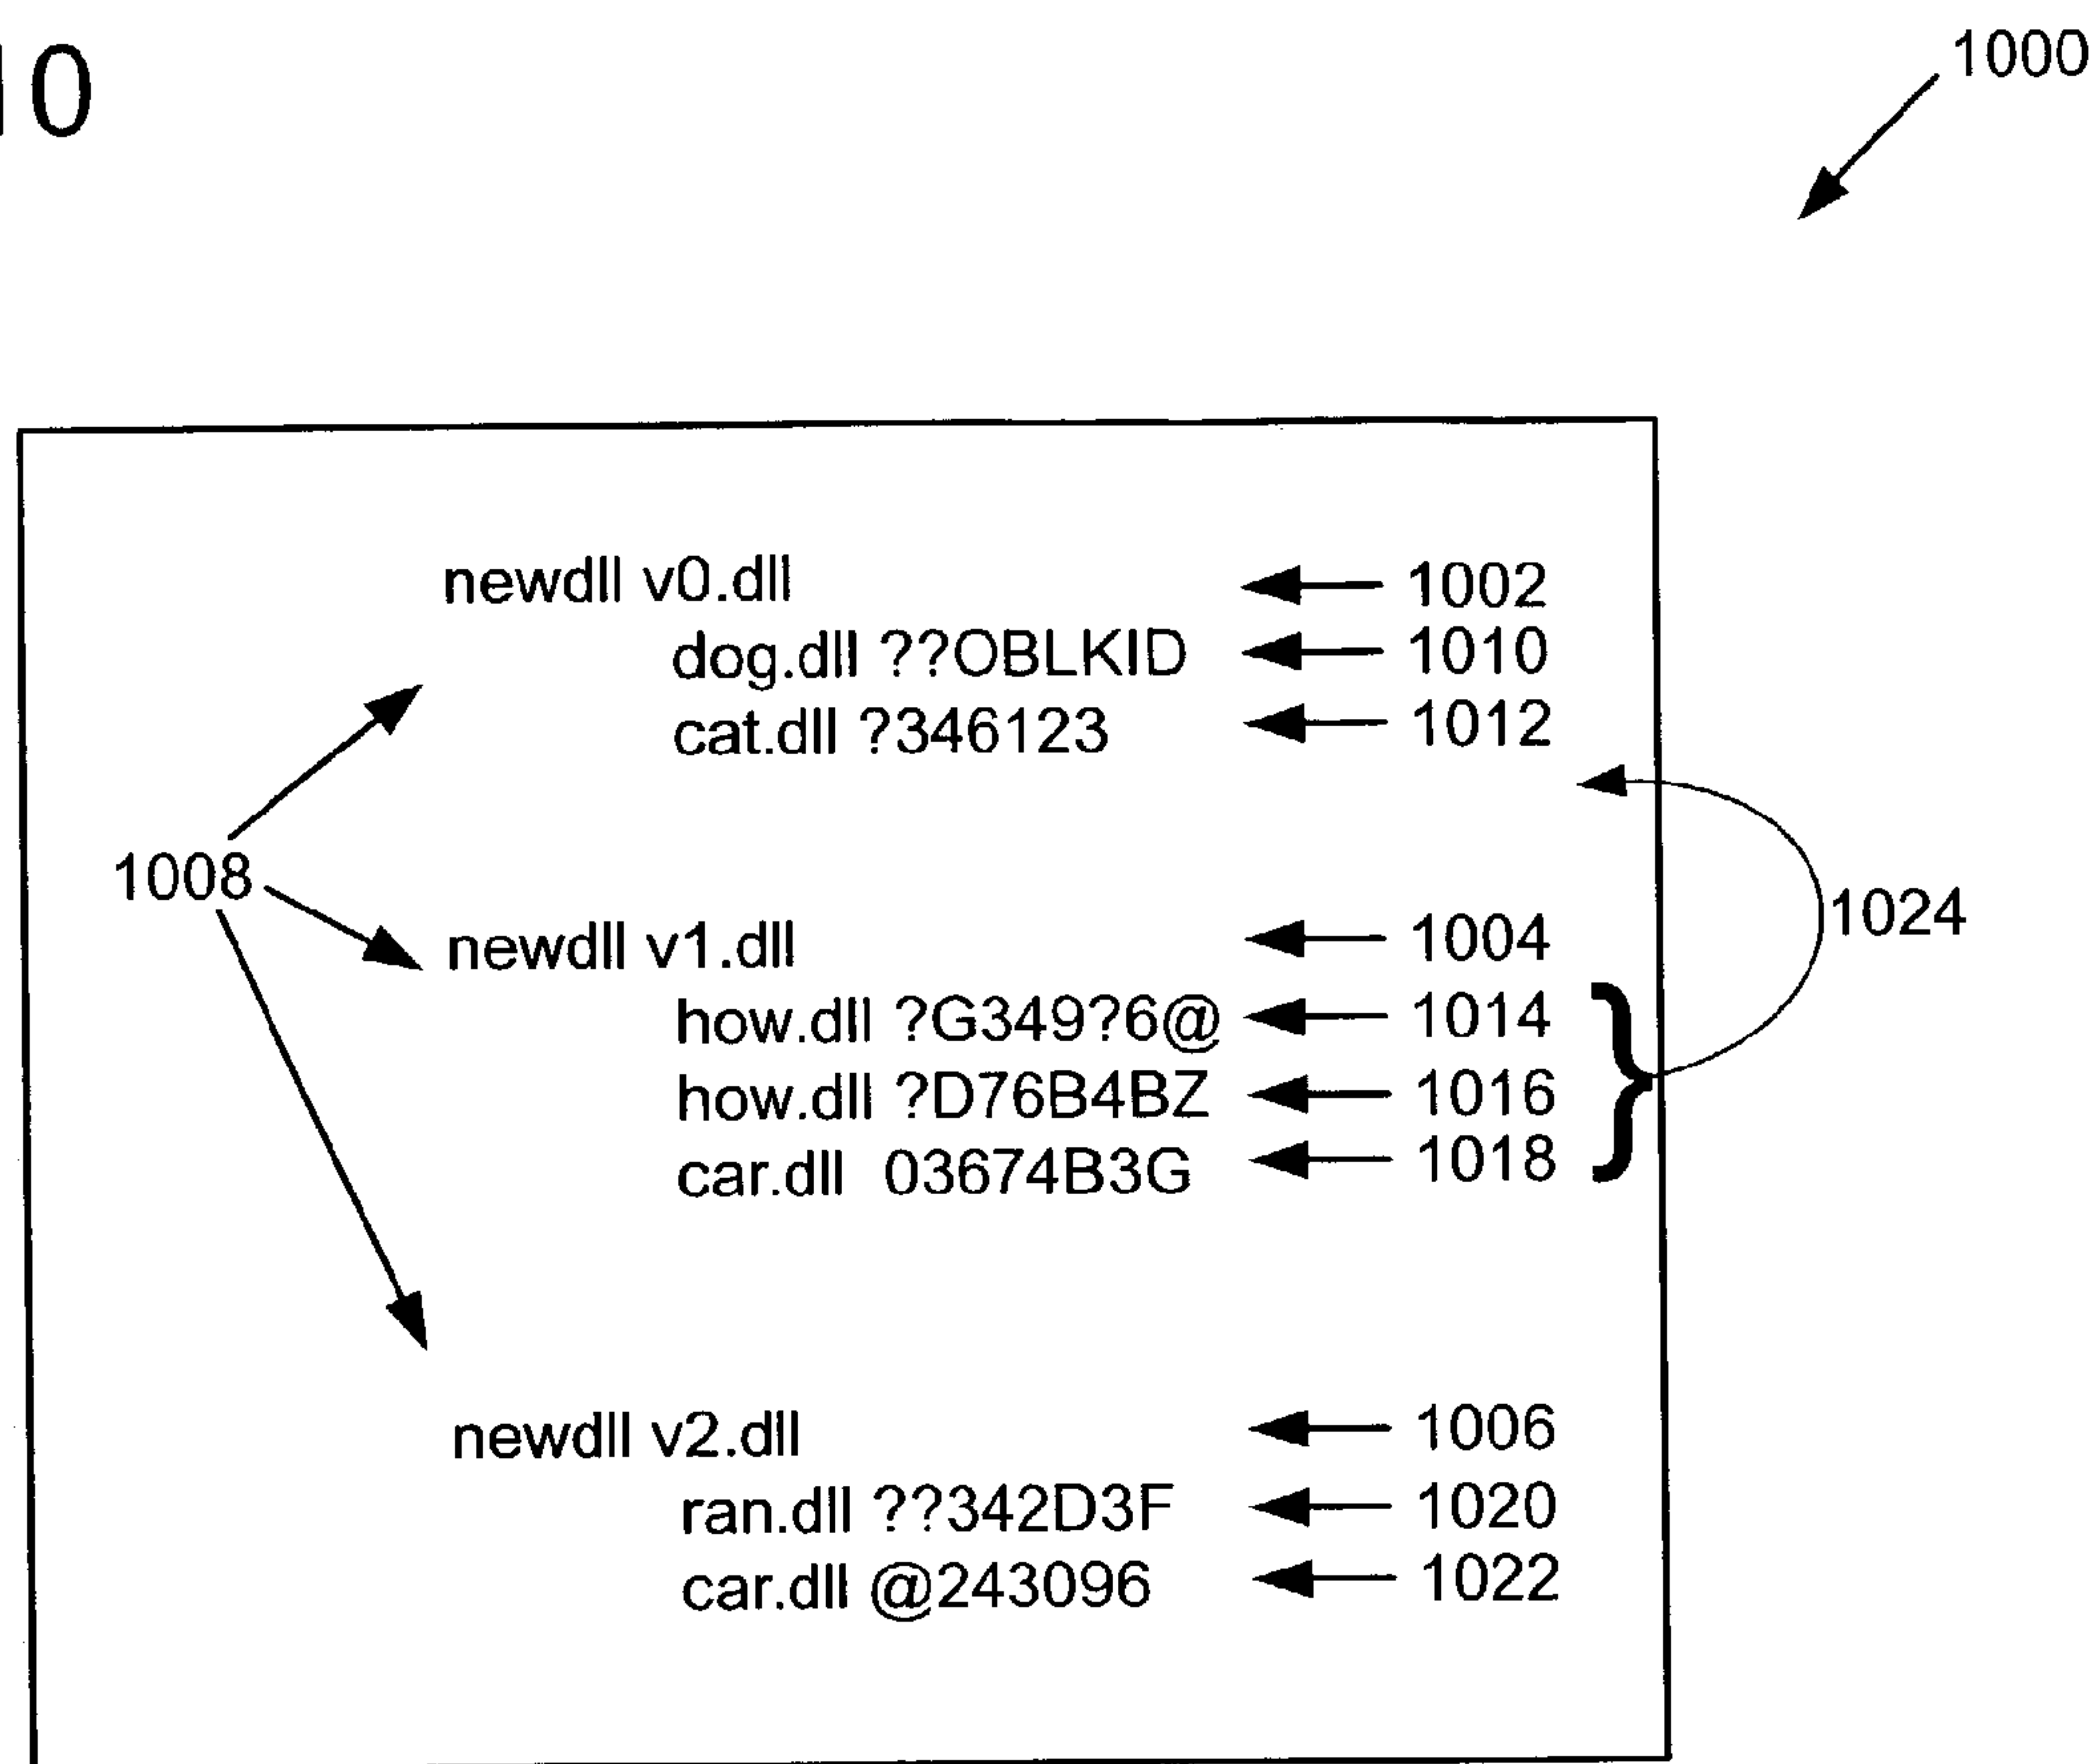 10
1000
newdll v0.dll 1002
dog.dll ??OBLKID 1010
cat.dll ?346123 1012
1008
1024
newdll v1.dll 1004
how.dll ?G349?6@ 1014
how.dll ?D76B4BZ 1016
car.dll 03674B3G 1018
newdll v2.dll 1006
ran.dll ??342D3F 1020
car.dll @243096 1022